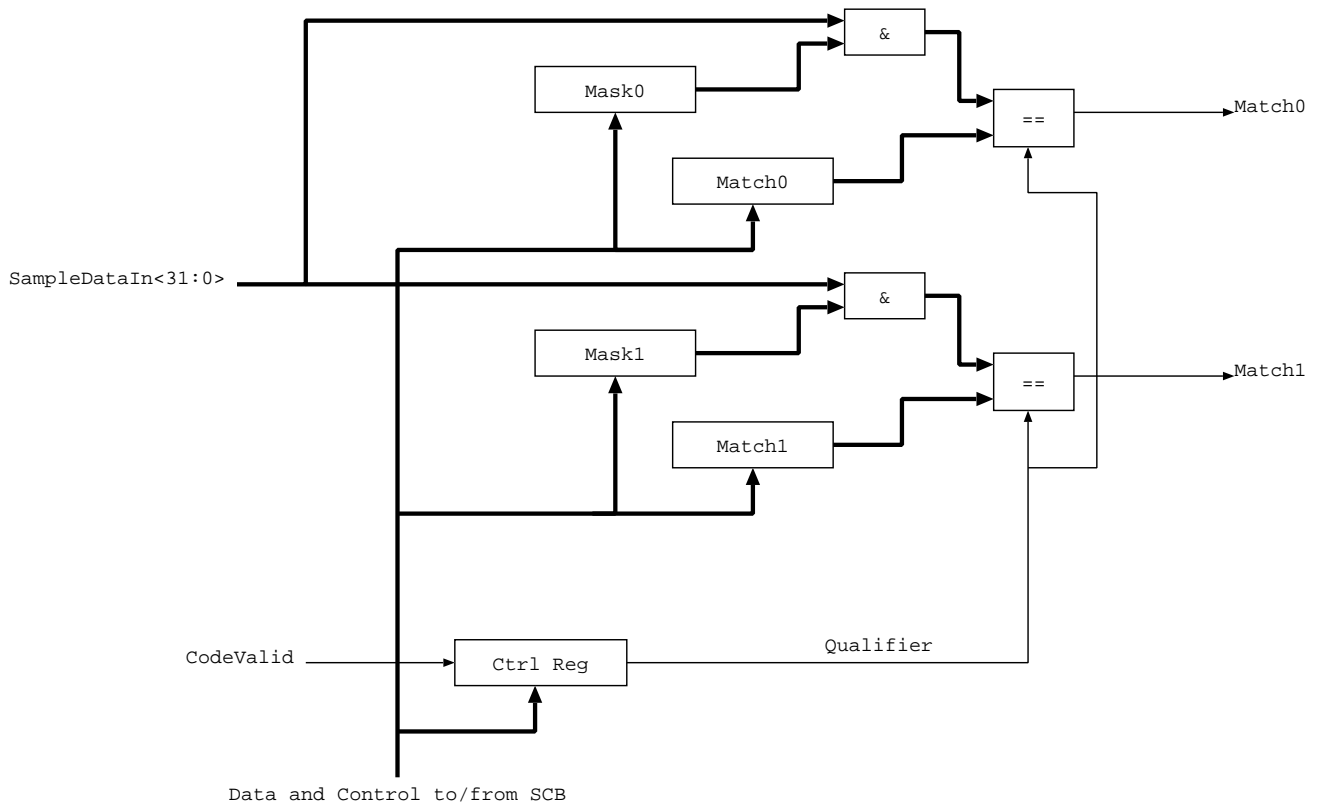 &
Mask0
==
Match0
Match0
SampleDataIn<31:0>
&
Mask1
==
Match1
Match1
CodeValid
Ctrl Reg
Qualifier
Data and Control to/from SCB